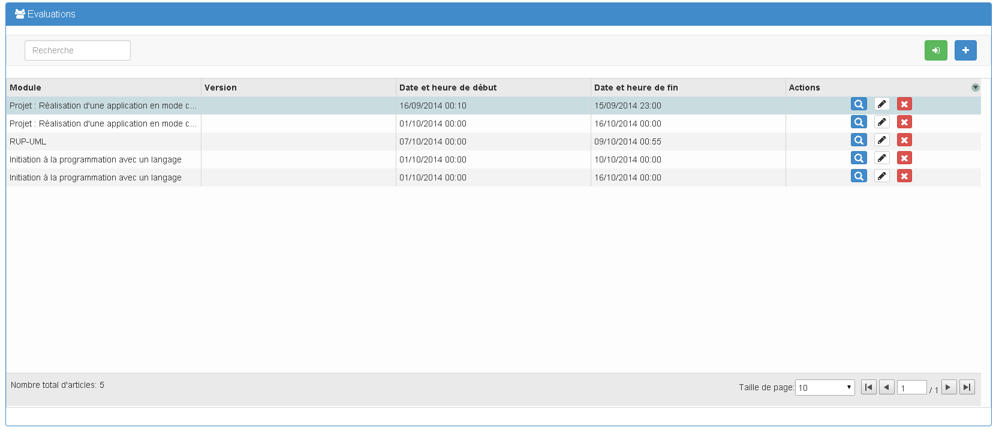 Evaluations
Recherche
Module Version Date et heure de début Date et heure de fin Actions
Projet : Réalisation d'une application en mode c... 16/09/2014 00:10 15/09/2014 23:00
Projet : Réalisation d'une application en mode c... 01/10/2014 00:00 16/10/2014 00:00
RUP-UML 07/10/2014 00:00 09/10/2014 00:55
Initiation à la programmation avec un langage 01/10/2014 00:00 10/10/2014 00:00
Initiation à la programmation avec un langage 01/10/2014 00:00 16/10/2014 00:00
Nombre total d'articles: 5 Taille de page: 10 1 / 1